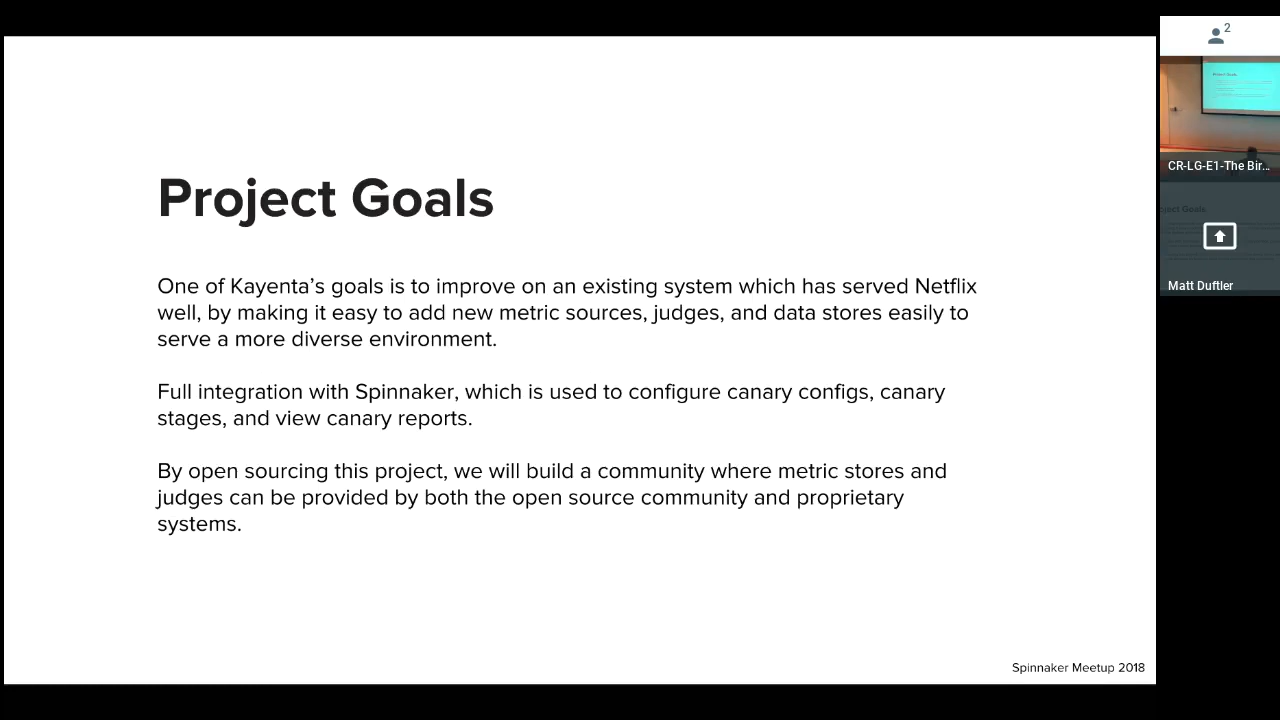 Project Goals
One of Kayenta’s goals is to improve on an existing system which has served Netflix
well, by making it easy to add new metric sources, judges, and data stores easily to
serve a more diverse environment.
Full integration with Spinnaker, which is used to configure canary configs, canary
stages, and view canary reports.
By open sourcing this project, we will build a community where metric stores and
judges can be provided by both the open source community and proprietary
systems.
Spinnaker Meetup 2018
2
CR-LG-E1-The Bir...
Matt Duftler